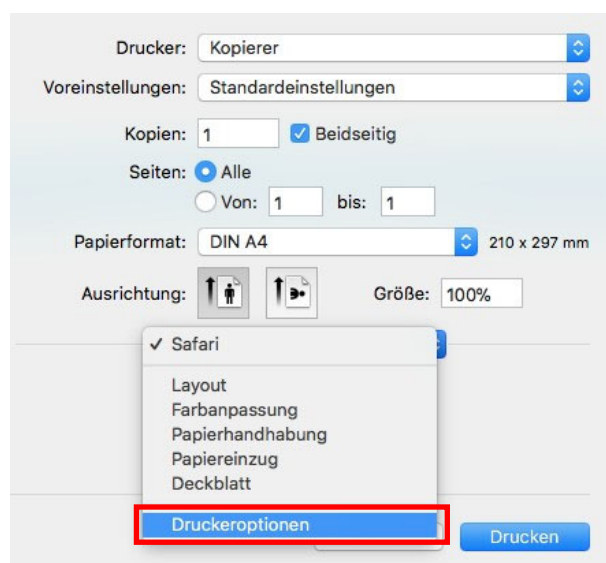 Drucker: Kopierer
Voreinstellungen: Standardeinstellungen
Kopien: 1 Beidseitig
Seiten: Alle
Von: 1 bis: 1
Papierformat: DIN A4 210 x 297 mm
Ausrichtung: Größe: 100%
✓ Safari
Layout
Farbanpassung
Papierhandhabung
Papiereinzug
Deckblatt
Druckeroptionen
Drucken